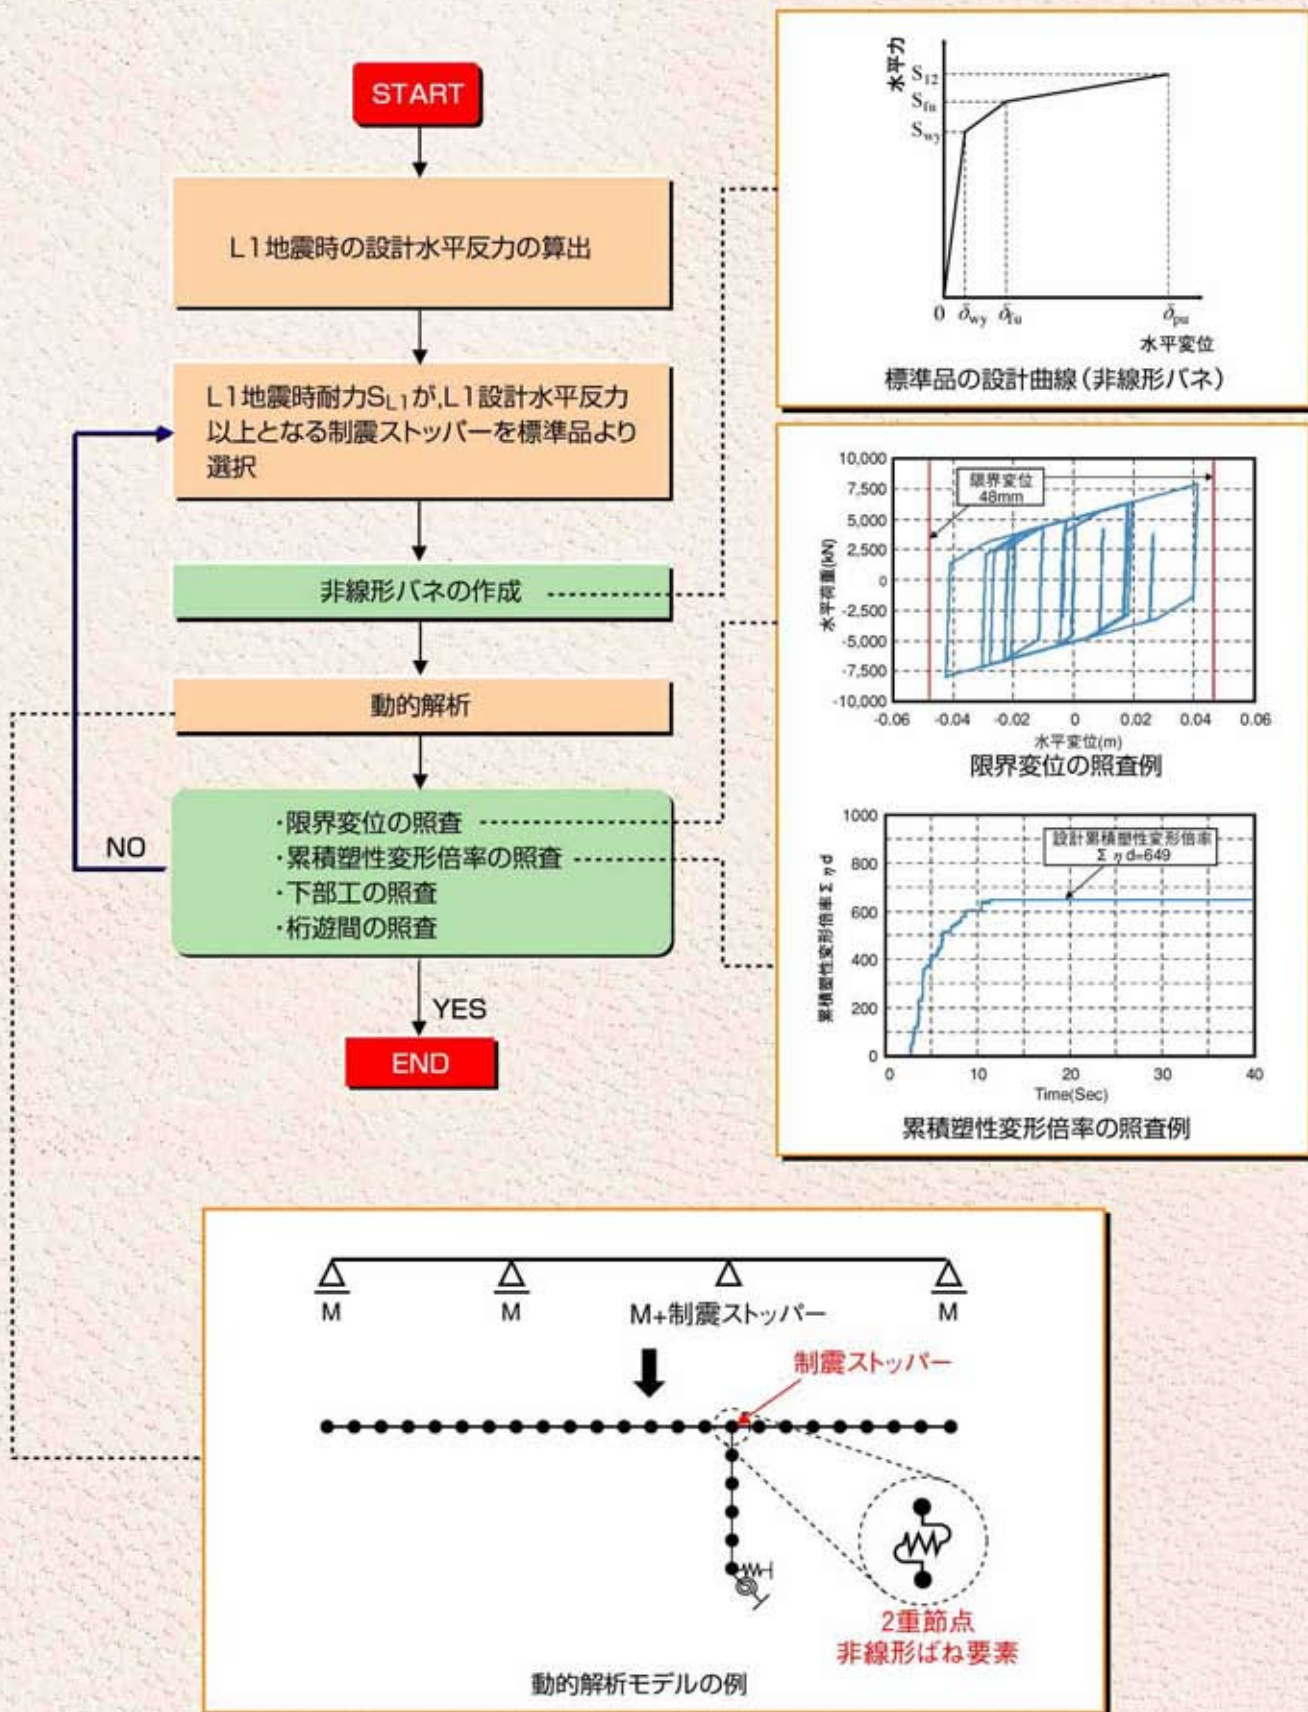 START
L1地震時の設計水平反力の算出
L1地震時耐力SL1が,L1設計水平反力
以上となる制震ストッパーを標準品より
選択
非線形バネの作成
動的解析
・限界変位の照査
・累積塑性変形倍率の照査
・下部工の照査
・桁遊間の照査
NO
YES
END
水平力
S12
Sfu
Swy
0 δwy δfu δpu
水平変位
標準品の設計曲線(非線形バネ)
10,000
7,500
5,000
2,500
0
-2,500
-5,000
-7,500
-10,000
水平荷重(kN)
限界変位
48mm
-0.06 -0.04 -0.02 0 0.02 0.04 0.06
水平変位(m)
限界変位の照査例
1000
800
600
400
200
0
累積塑性変形倍率Σηd
設計累積塑性変形倍率
Σηd=649
0 10 20 30 40
Time(Sec)
累積塑性変形倍率の照査例
M M M+制震ストッパー M
制震ストッパー
2重節点
非線形ばね要素
動的解析モデルの例